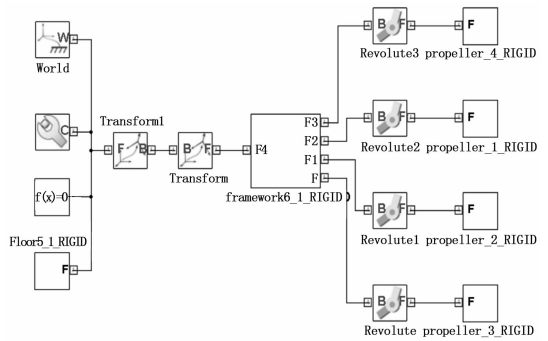 W
World
C
f(x)=0
Floor5_1_RIGID
F
Transform1
F B
B F
Transform
F4
F3
F2
F1
F
framework6_1_RIGID
B F
F
Revolute3 propeller_4_RIGID
B F
F
Revolute2 propeller_1_RIGID
B F
F
Revolute1 propeller_2_RIGID
B F
F
Revolute propeller_3_RIGID